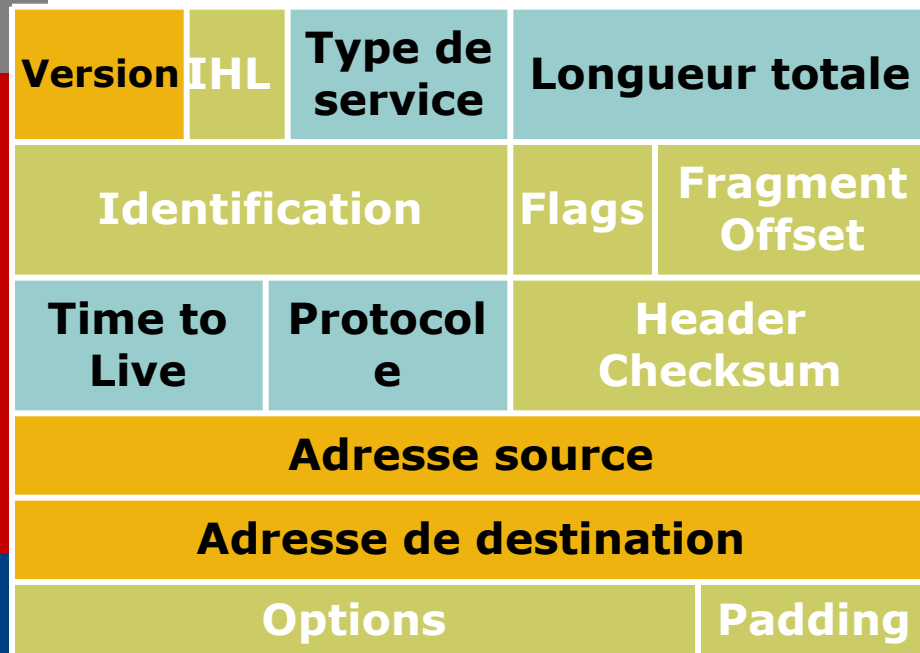 Version
IHL
Type de
service
Longueur totale
Identification
Flags
Fragment
Offset
Time to
Live
Protocol
e
Header
Checksum
Adresse source
Adresse de destination
Options
Padding